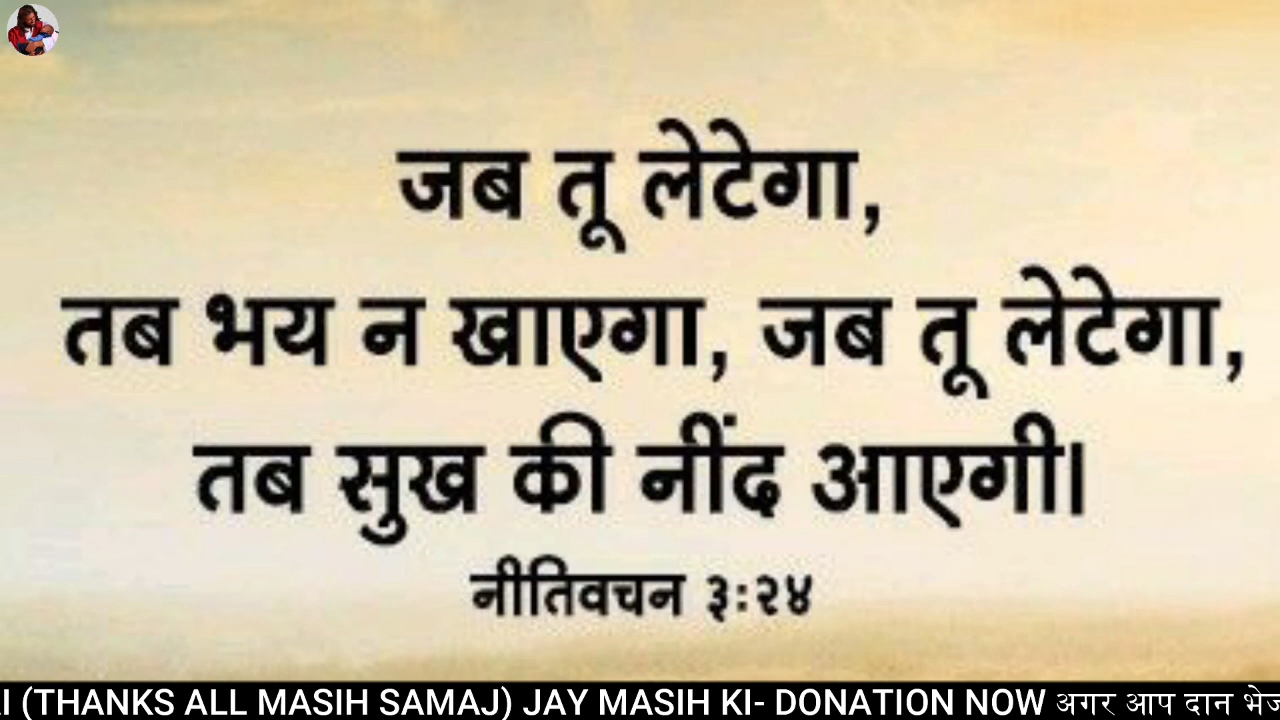 जब तू लेटेगा,
तब भय न खाएगा, जब तू लेटेगा,
तब सुख की नींद आएगी।
नीतिवचन ३:२४
(THANKS ALL MASIH SAMAJ) JAY MASIH KI- DONATION NOW अगर आप दान